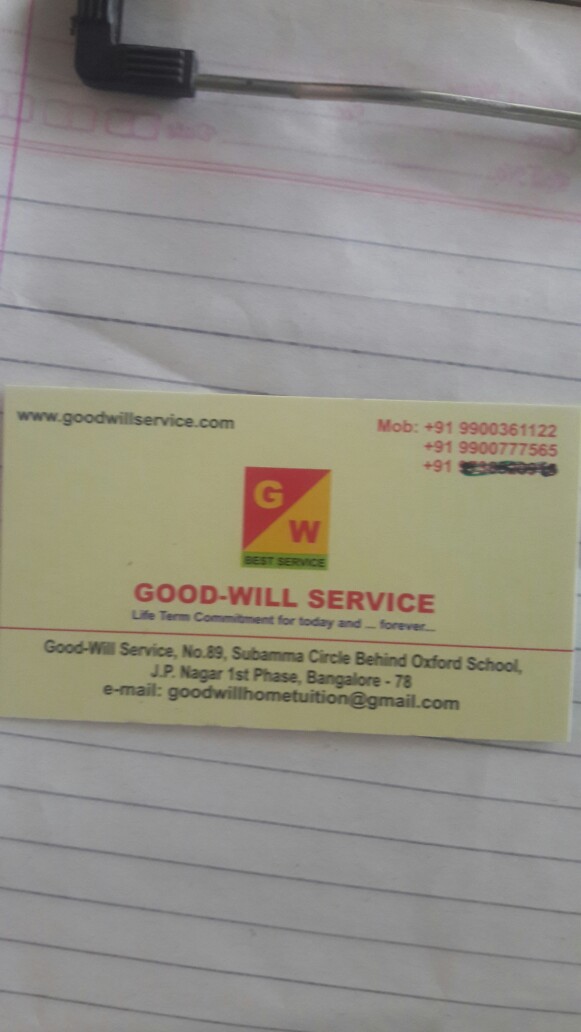 www.goodwillservice.com
Mob: +91 9900361122
+91 9900777565
+91
G
W
BEST SERVICE
GOOD-WILL SERVICE
Life Term Commitment for today and ... forever...
Good-Will Service, No.89, Subamma Circle Behind Oxford School,
J.P. Nagar 1st Phase, Bangalore - 78
e-mail: goodwillhometuition@gmail.com